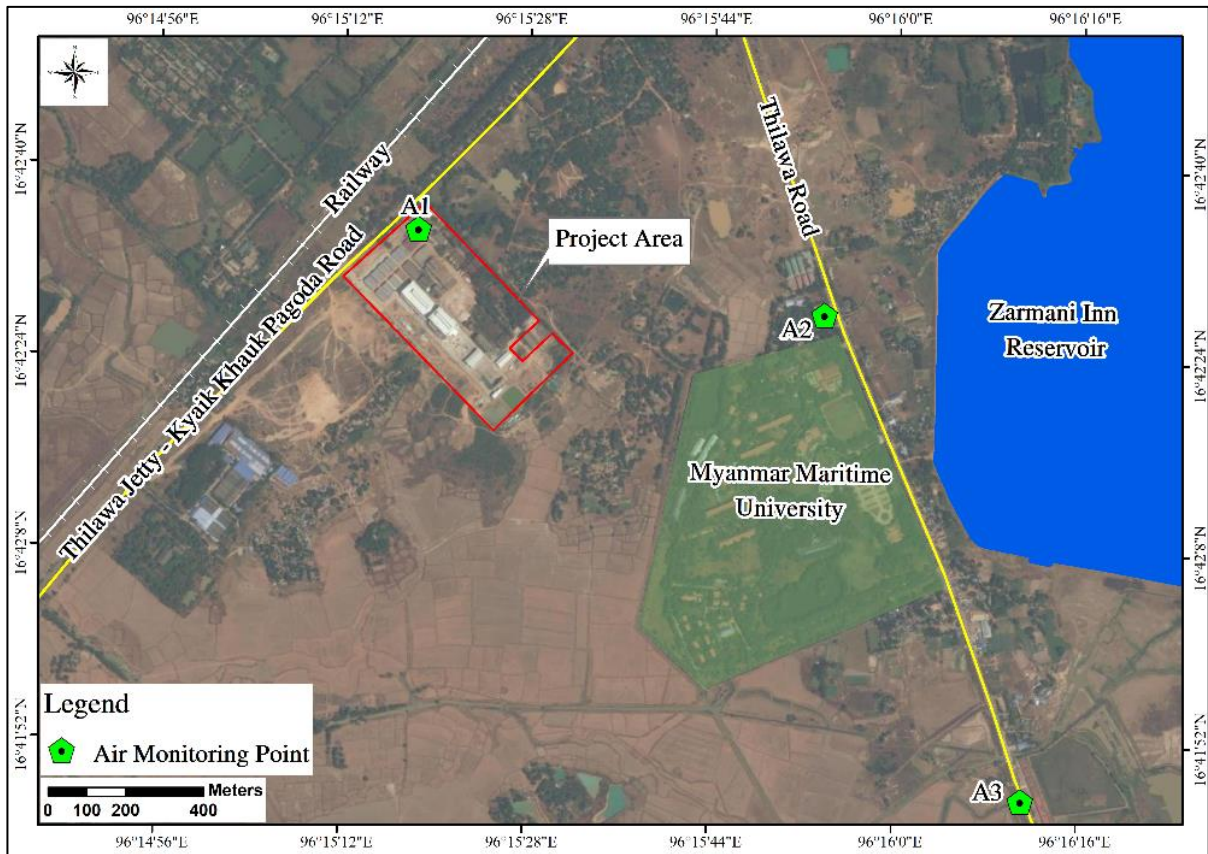 96°14'56"E
96°15'12"E
96°15'28"E
96°15'44"E
96°16'0"E
96°16'16"E
16°42'40"N
16°42'24"N
16°42'8"N
16°41'52"N
16°42'40"N
16°42'24"N
16°42'8"N
16°41'52"N
Railway
Thilawa Jetty - Kyaik Khauk Pagoda Road
A1
Project Area
Thilawa Road
A2
Zarmani Inn
Reservoir
Myanmar Maritime
University
A3
Legend
Air Monitoring Point
0 100 200 400 Meters
96°14'56"E
96°15'12"E
96°15'28"E
96°15'44"E
96°16'0"E
96°16'16"E